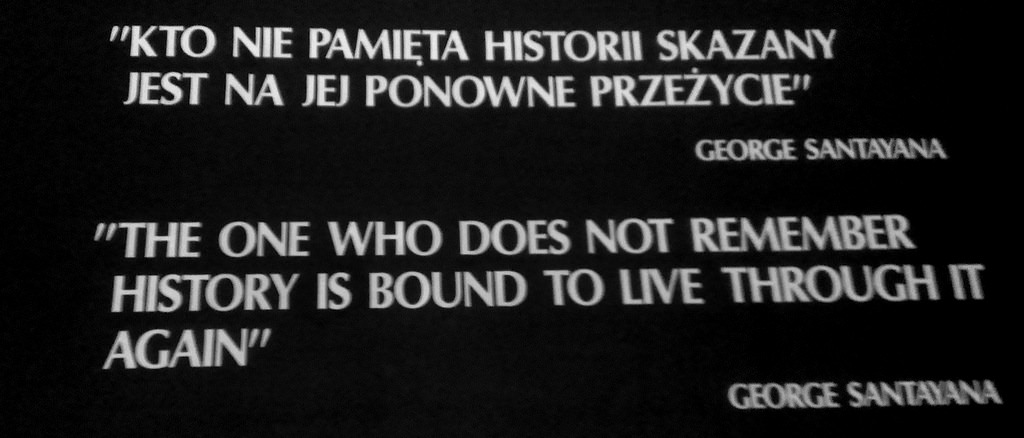 "KTO NIE PAMIĘTA HISTORII SKAZANY
JEST NA JEJ PONOWNE PRZEŻYCIE"
GEORGE SANTAYANA
"THE ONE WHO DOES NOT REMEMBER
HISTORY IS BOUND TO LIVE THROUGH IT
AGAIN"
GEORGE SANTAYANA